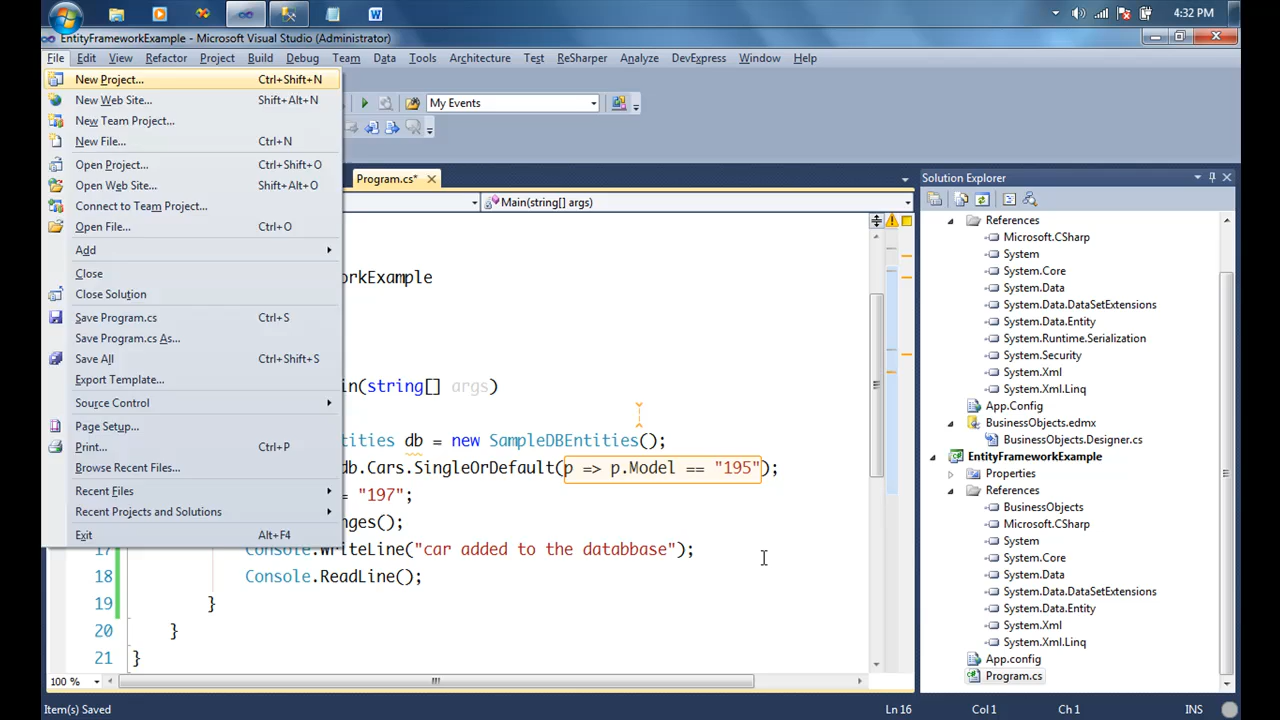 4:32 PM
EntityFrameworkExample - Microsoft Visual Studio (Administrator)
File Edit View Refactor Project Build Debug Team Data Tools Architecture Test ReSharper Analyze DevExpress Window Help
New Project... Ctrl+Shift+N
New Web Site... Shift+Alt+N
New Team Project...
New File... Ctrl+N
Open Project... Ctrl+Shift+O
Open Web Site... Shift+Alt+O
Connect to Team Project...
Open File... Ctrl+O
Add
Close
Close Solution
Save Program.cs Ctrl+S
Save Program.cs As...
Save All Ctrl+Shift+S
Export Template...
Source Control
Page Setup...
Print... Ctrl+P
Browse Recent Files...
Recent Files
Recent Projects and Solutions
Exit Alt+F4
My Events
Program.cs*
Main(string[] args)
orkExample
in(string[] args)
tities db = new SampleDBEntities();
db.Cars.SingleOrDefault(p => p.Model == "195");
= "197";
nges();
17 Console.WriteLine("car added to the databbase");
18 Console.ReadLine();
19 }
20 }
21 }
100 %
Solution Explorer
References
Microsoft.CSharp
System
System.Core
System.Data
System.Data.DataSetExtensions
System.Data.Entity
System.Runtime.Serialization
System.Security
System.Xml
System.Xml.Linq
App.Config
BusinessObjects.edmx
BusinessObjects.Designer.cs
EntityFrameworkExample
Properties
References
BusinessObjects
Microsoft.CSharp
System
System.Core
System.Data
System.Data.DataSetExtensions
System.Data.Entity
System.Xml
System.Xml.Linq
App.config
Program.cs
Item(s) Saved Ln 16 Col 1 Ch 1 INS